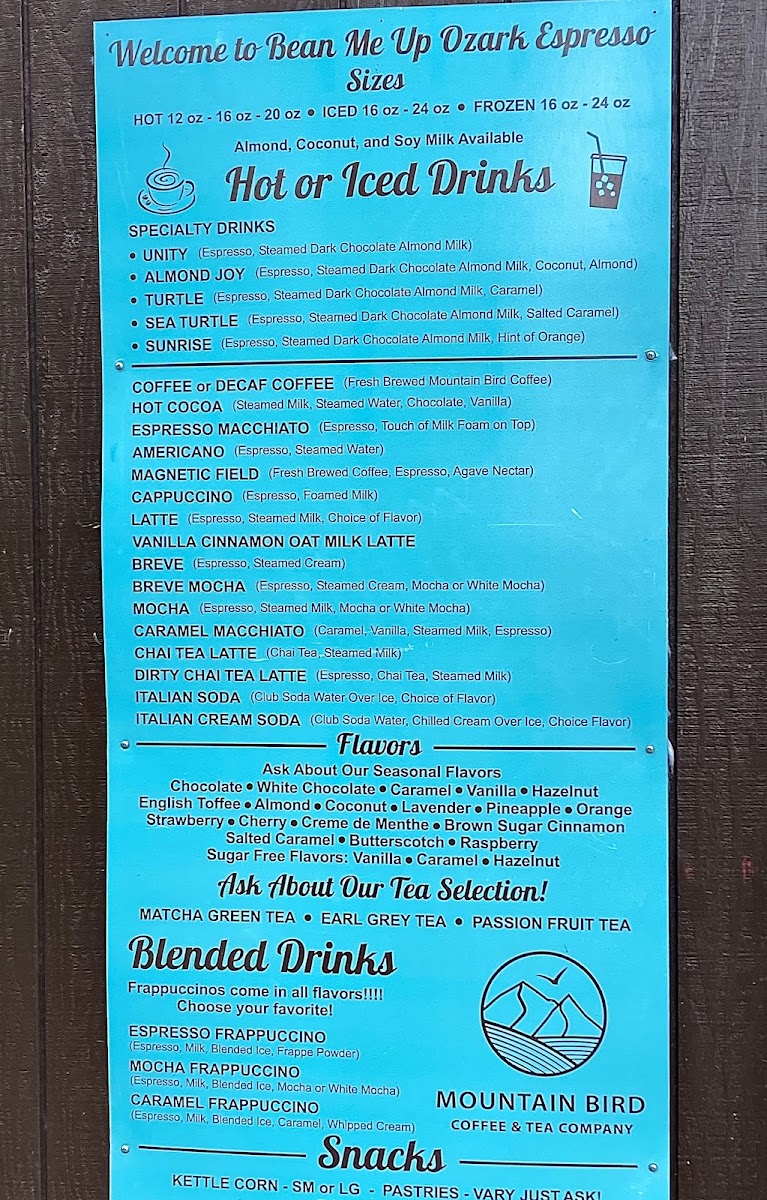 Welcome to Bean Me Up Ozark Espresso
Sizes
HOT 12 oz - 16 oz - 20 oz • ICED 16 oz - 24 oz • FROZEN 16 oz - 24 oz
Almond, Coconut, and Soy Milk Available
Hot or Iced Drinks
SPECIALTY DRINKS
• UNITY (Espresso, Steamed Dark Chocolate Almond Milk)
• ALMOND JOY (Espresso, Steamed Dark Chocolate Almond Milk, Coconut, Almond)
• TURTLE (Espresso, Steamed Dark Chocolate Almond Milk, Caramel)
• SEA TURTLE (Espresso, Steamed Dark Chocolate Almond Milk, Salted Caramel)
• SUNRISE (Espresso, Steamed Dark Chocolate Almond Milk, Hint of Orange)
COFFEE or DECAF COFFEE (Fresh Brewed Mountain Bird Coffee)
HOT COCOA (Steamed Milk, Steamed Water, Chocolate, Vanilla)
ESPRESSO MACCHIATO (Espresso, Touch of Milk Foam on Top)
AMERICANO (Espresso, Steamed Water)
MAGNETIC FIELD (Fresh Brewed Coffee, Espresso, Agave Nectar)
CAPPUCCINO (Espresso, Foamed Milk)
LATTE (Espresso, Steamed Milk, Choice of Flavor)
VANILLA CINNAMON OAT MILK LATTE
BREVE (Espresso, Steamed Cream)
BREVE MOCHA (Espresso, Steamed Cream, Mocha or White Mocha)
MOCHA (Espresso, Steamed Milk, Mocha or White Mocha)
CARAMEL MACCHIATO (Caramel, Vanilla, Steamed Milk, Espresso)
CHAI TEA LATTE (Chai Tea, Steamed Milk)
DIRTY CHAI TEA LATTE (Espresso, Chai Tea, Steamed Milk)
ITALIAN SODA (Club Soda Water Over Ice, Choice of Flavor)
ITALIAN CREAM SODA (Club Soda Water, Chilled Cream Over Ice, Choice Flavor)
Flavors
Ask About Our Seasonal Flavors
Chocolate • White Chocolate • Caramel • Vanilla • Hazelnut
English Toffee • Almond • Coconut • Lavender • Pineapple • Orange
Strawberry • Cherry • Creme de Menthe • Brown Sugar Cinnamon
Salted Caramel • Butterscotch • Raspberry
Sugar Free Flavors: Vanilla • Caramel • Hazelnut
Ask About Our Tea Selection!
MATCHA GREEN TEA • EARL GREY TEA • PASSION FRUIT TEA
Blended Drinks
Frappuccinos come in all flavors!!!!
Choose your favorite!
ESPRESSO FRAPPUCCINO
(Espresso, Milk, Blended Ice, Frappe Powder)
MOCHA FRAPPUCCINO
(Espresso, Milk, Blended Ice, Mocha or White Mocha)
CARAMEL FRAPPUCCINO
(Espresso, Milk, Blended Ice, Caramel, Whipped Cream)
MOUNTAIN BIRD
COFFEE & TEA COMPANY
Snacks
KETTLE CORN - SM or LG - PASTRIES - VARY JUST ASK!